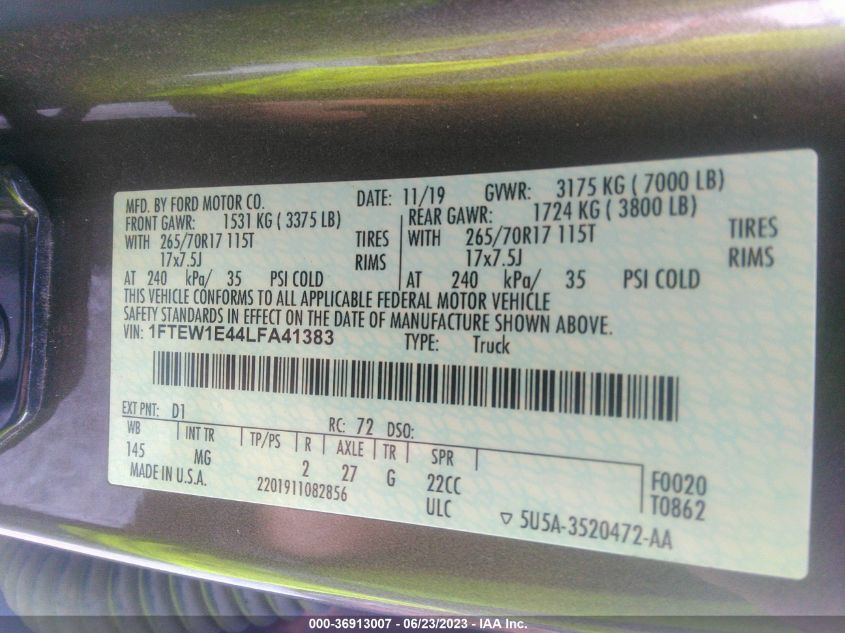 MFD. BY FORD MOTOR CO. DATE: 11/19 GVWR: 3175 KG ( 7000 LB)
FRONT GAWR: 1531 KG ( 3375 LB) REAR GAWR: 1724 KG ( 3800 LB)
WITH 265/70R17 115T TIRES WITH 265/70R17 115T TIRES
17x7.5J RIMS 17x7.5J RIMS
AT 240 kPa/ 35 PSI COLD AT 240 kPa/ 35 PSI COLD
THIS VEHICLE CONFORMS TO ALL APPLICABLE FEDERAL MOTOR VEHICLE
SAFETY STANDARDS IN EFFECT ON THE DATE OF MANUFACTURE SHOWN ABOVE.
VIN: 1FTEW1E44LFA41383 TYPE: Truck
EXT PNT: D1 RC: 72 DSO:
WB INT TR TP/PS R AXLE TR SPR
145 MG 2 27 G 22CC F0020
MADE IN U.S.A. 2201911082856 ULC T0862
▽ 5U5A-3520472-AA
000-36913007 - 06/23/2023 - IAA Inc.